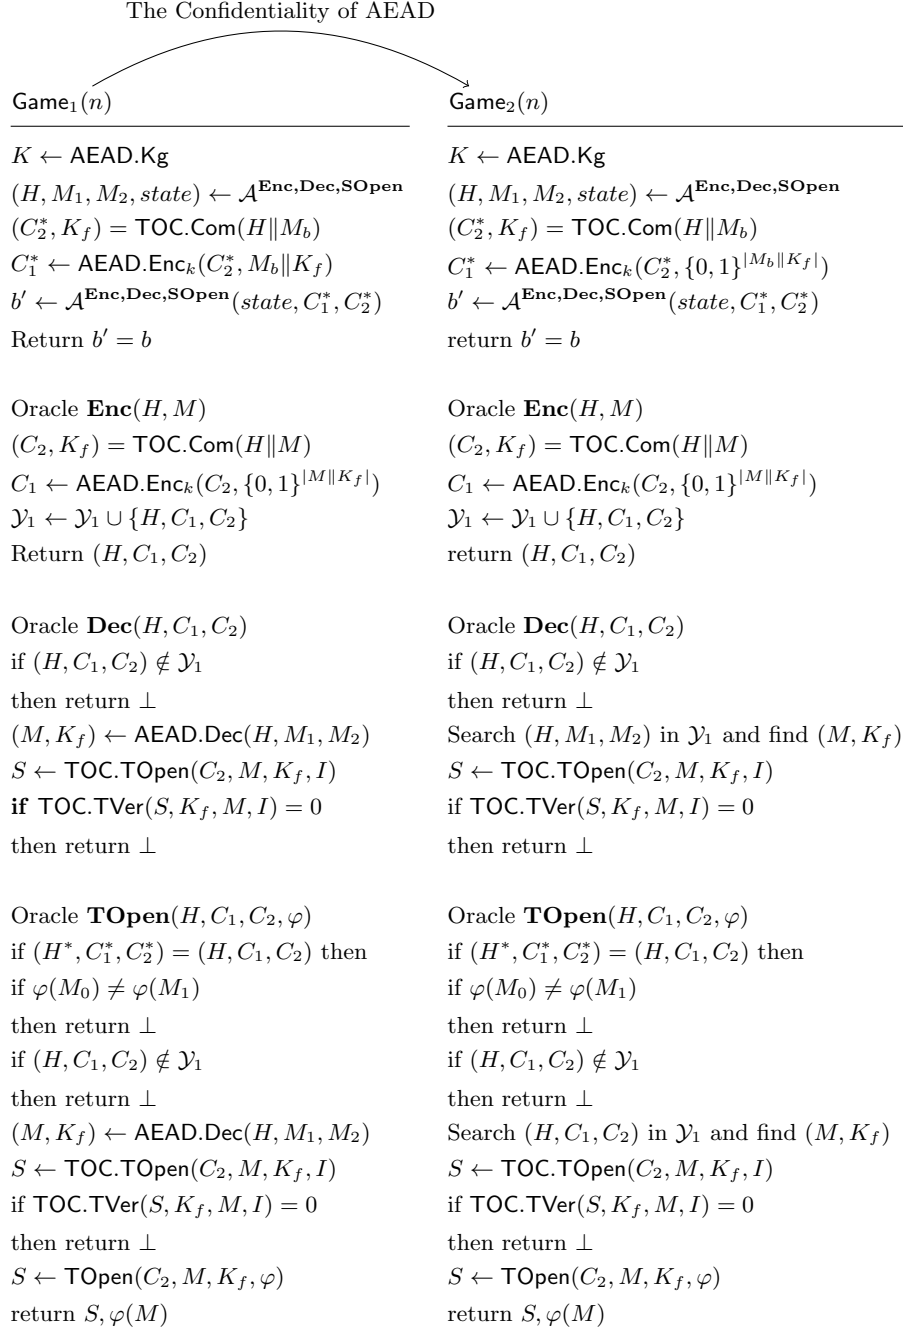 The Confidentiality of AEAD
Game₁(n)
K ← AEAD.Kg
(H, M₁, M₂, state) ← 𝒜^{Enc,Dec,SOpen}
(C₂*, K_f) = TOC.Com(H‖M_b)
C₁* ← AEAD.Enc_k(C₂*, M_b‖K_f)
b′ ← 𝒜^{Enc,Dec,SOpen}(state, C₁*, C₂*)
Return b′ = b
Oracle Enc(H, M)
(C₂, K_f) = TOC.Com(H‖M)
C₁ ← AEAD.Enc_k(C₂, {0, 1}^{|M‖K_f|})
𝒴₁ ← 𝒴₁ ∪ {H, C₁, C₂}
Return (H, C₁, C₂)
Oracle Dec(H, C₁, C₂)
if (H, C₁, C₂) ∉ 𝒴₁
then return ⊥
(M, K_f) ← AEAD.Dec(H, M₁, M₂)
S ← TOC.TOpen(C₂, M, K_f, I)
if TOC.TVer(S, K_f, M, I) = 0
then return ⊥
Oracle TOpen(H, C₁, C₂, φ)
if (H*, C₁*, C₂*) = (H, C₁, C₂) then
if φ(M₀) ≠ φ(M₁)
then return ⊥
if (H, C₁, C₂) ∉ 𝒴₁
then return ⊥
(M, K_f) ← AEAD.Dec(H, M₁, M₂)
S ← TOC.TOpen(C₂, M, K_f, I)
if TOC.TVer(S, K_f, M, I) = 0
then return ⊥
S ← TOpen(C₂, M, K_f, φ)
return S, φ(M)
Game₂(n)
K ← AEAD.Kg
(H, M₁, M₂, state) ← 𝒜^{Enc,Dec,SOpen}
(C₂*, K_f) = TOC.Com(H‖M_b)
C₁* ← AEAD.Enc_k(C₂*, {0, 1}^{|M_b‖K_f|})
b′ ← 𝒜^{Enc,Dec,SOpen}(state, C₁*, C₂*)
return b′ = b
Oracle Enc(H, M)
(C₂, K_f) = TOC.Com(H‖M)
C₁ ← AEAD.Enc_k(C₂, {0, 1}^{|M‖K_f|})
𝒴₁ ← 𝒴₁ ∪ {H, C₁, C₂}
return (H, C₁, C₂)
Oracle Dec(H, C₁, C₂)
if (H, C₁, C₂) ∉ 𝒴₁
then return ⊥
Search (H, M₁, M₂) in 𝒴₁ and find (M, K_f)
S ← TOC.TOpen(C₂, M, K_f, I)
if TOC.TVer(S, K_f, M, I) = 0
then return ⊥
Oracle TOpen(H, C₁, C₂, φ)
if (H*, C₁*, C₂*) = (H, C₁, C₂) then
if φ(M₀) ≠ φ(M₁)
then return ⊥
if (H, C₁, C₂) ∉ 𝒴₁
then return ⊥
Search (H, C₁, C₂) in 𝒴₁ and find (M, K_f)
S ← TOC.TOpen(C₂, M, K_f, I)
if TOC.TVer(S, K_f, M, I) = 0
then return ⊥
S ← TOpen(C₂, M, K_f, φ)
return S, φ(M)